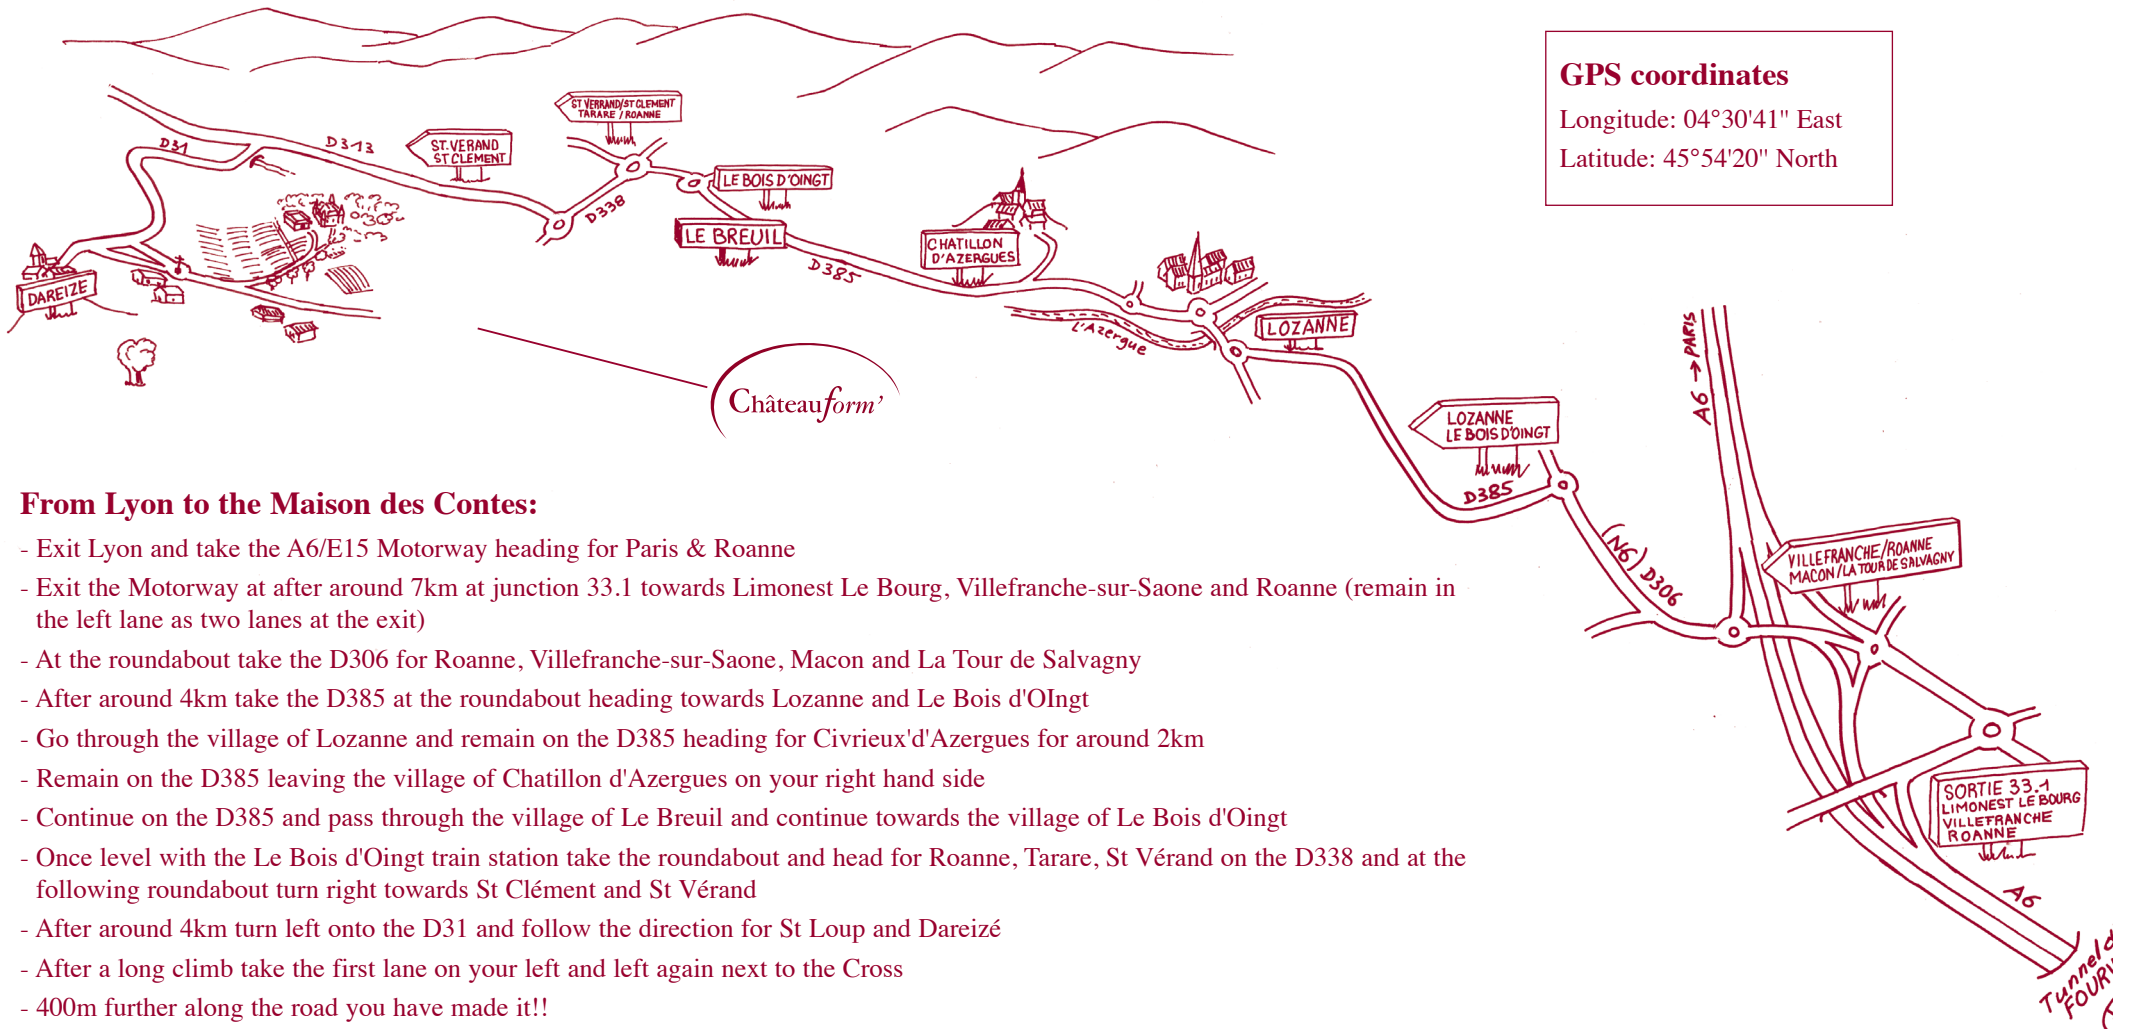 GPS coordinates
Longitude: 04°30'41" East
Latitude: 45°54'20" North
D31
D313
ST.VERAND
ST CLEMENT
ST VERRAND/ST CLEMENT
TARARE / ROANNE
D338
LE BOIS D'OINGT
LE BREUIL
D385
CHATILLON
D'AZERGUES
L'Azergue
LOZANNE
DAREIZE
Châteauform'
A6 → PARIS
LOZANNE
LE BOIS D'OINGT
D385
(N6) D306
VILLEFRANCHE/ROANNE
MACON/LA TOUR DE SALVAGNY
SORTIE 33.1
LIMONEST LE BOURG
VILLEFRANCHE
ROANNE
A6
Tunnel
From Lyon to the Maison des Contes:
- Exit Lyon and take the A6/E15 Motorway heading for Paris & Roanne
- Exit the Motorway at after around 7km at junction 33.1 towards Limonest Le Bourg, Villefranche-sur-Saone and Roanne (remain in
the left lane as two lanes at the exit)
- At the roundabout take the D306 for Roanne, Villefranche-sur-Saone, Macon and La Tour de Salvagny
- After around 4km take the D385 at the roundabout heading towards Lozanne and Le Bois d'OIngt
- Go through the village of Lozanne and remain on the D385 heading for Civrieux'd'Azergues for around 2km
- Remain on the D385 leaving the village of Chatillon d'Azergues on your right hand side
- Continue on the D385 and pass through the village of Le Breuil and continue towards the village of Le Bois d'Oingt
- Once level with the Le Bois d'Oingt train station take the roundabout and head for Roanne, Tarare, St Vérand on the D338 and at the
following roundabout turn right towards St Clément and St Vérand
- After around 4km turn left onto the D31 and follow the direction for St Loup and Dareizé
- After a long climb take the first lane on your left and left again next to the Cross
- 400m further along the road you have made it!!